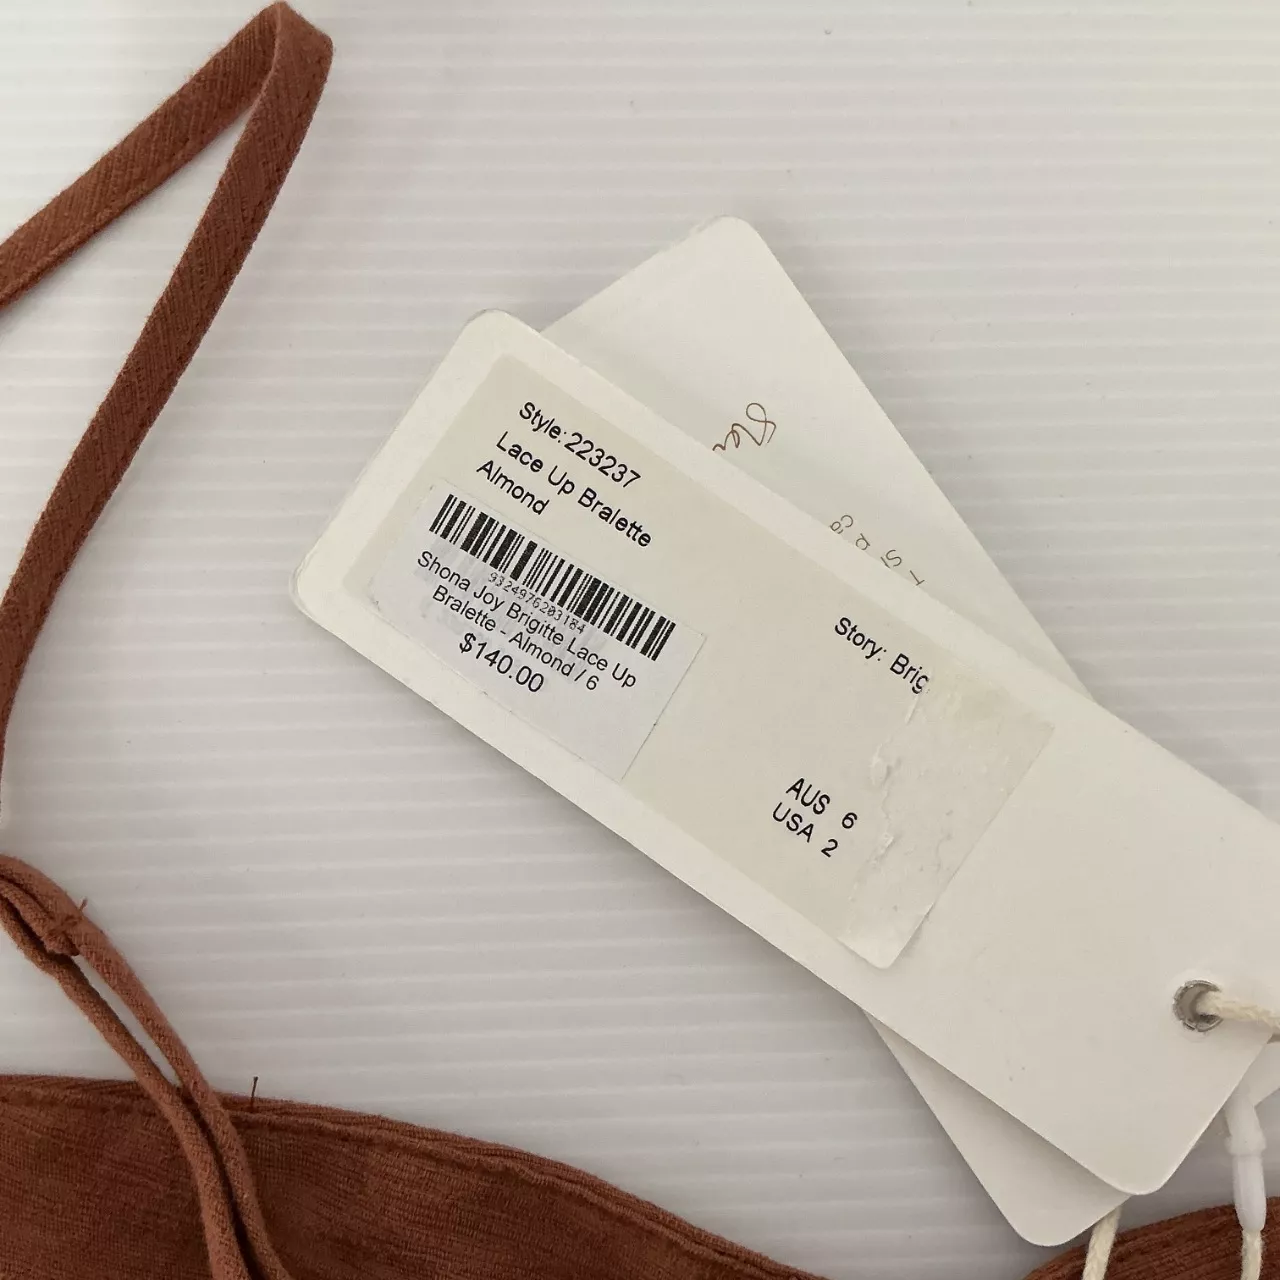 Style: 223237
Lace Up Bralette
Almond
9324976203184
Shona Joy Brigitte Lace Up
Bralette - Almond / 6
$140.00
Story: Brig
AUS 6
USA 2